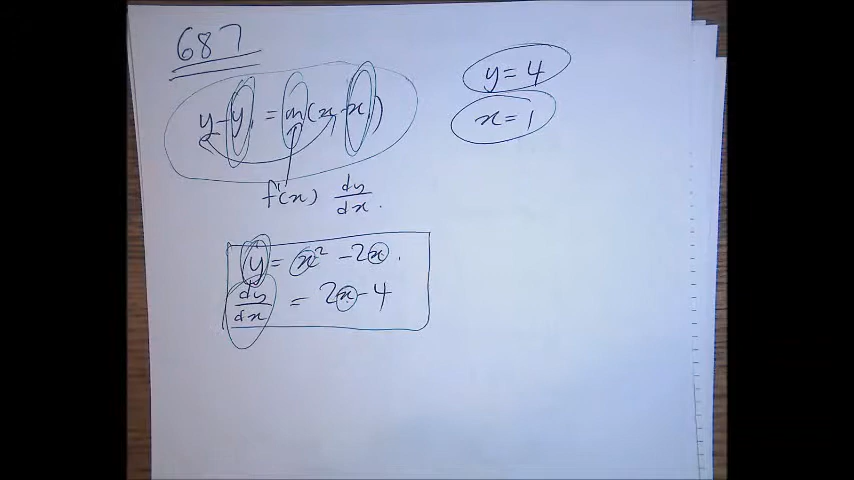 687
y - y₁ = m(x - x₁)
f'(x) dy/dx.
y = x² - 2x.
dy/dx = 2x - 4
y = 4
x = 1